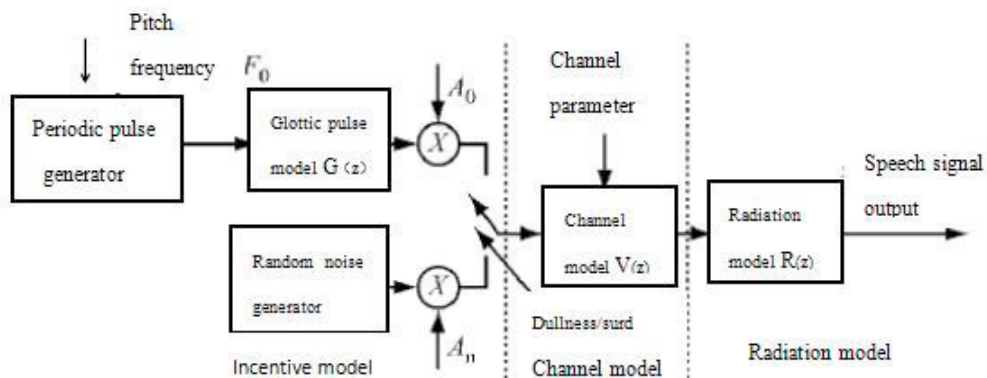 Pitch
frequency
F₀
Periodic pulse
generator
Glottic pulse
model G (z)
A₀
X
Random noise
generator
X
Aₙ
Incentive model
Channel
parameter
Channel
model V(z)
Dullness/surd
Channel model
Radiation
model R(z)
Speech signal
output
Radiation model